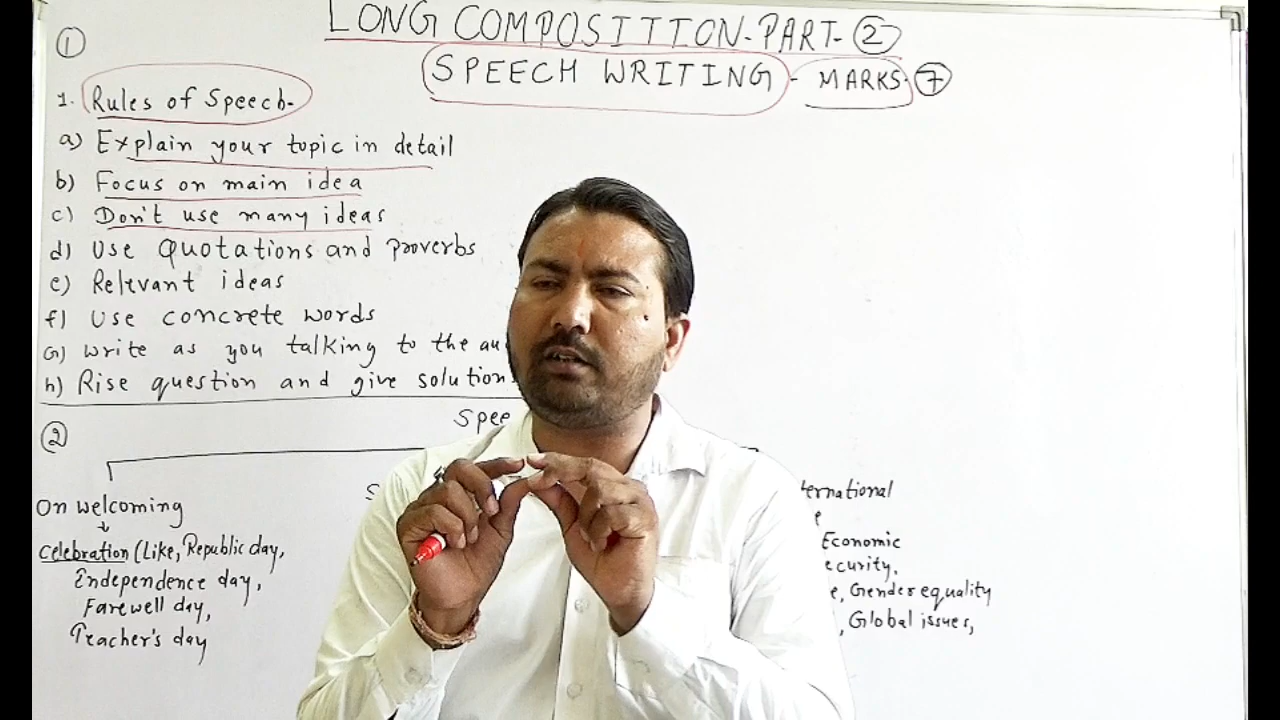 LONG COMPOSITION-PART-②
SPEECH WRITING - MARKS-⑦
①
1. Rules of Speech-
a) Explain your topic in detail
b) Focus on main idea
c) Don't use many ideas
d) Use Quotations and proverbs
e) Relevant ideas
f) Use concrete words
G) Write as you talking to the au
h) Rise question and give solution
②
Spee
On welcoming
↓
Celebration (Like, Republic day,
Endependence day,
Farewell day,
Teacher's day
S
ternational
e
Economic
ecurity,
e, Gender equality
, Global issues,